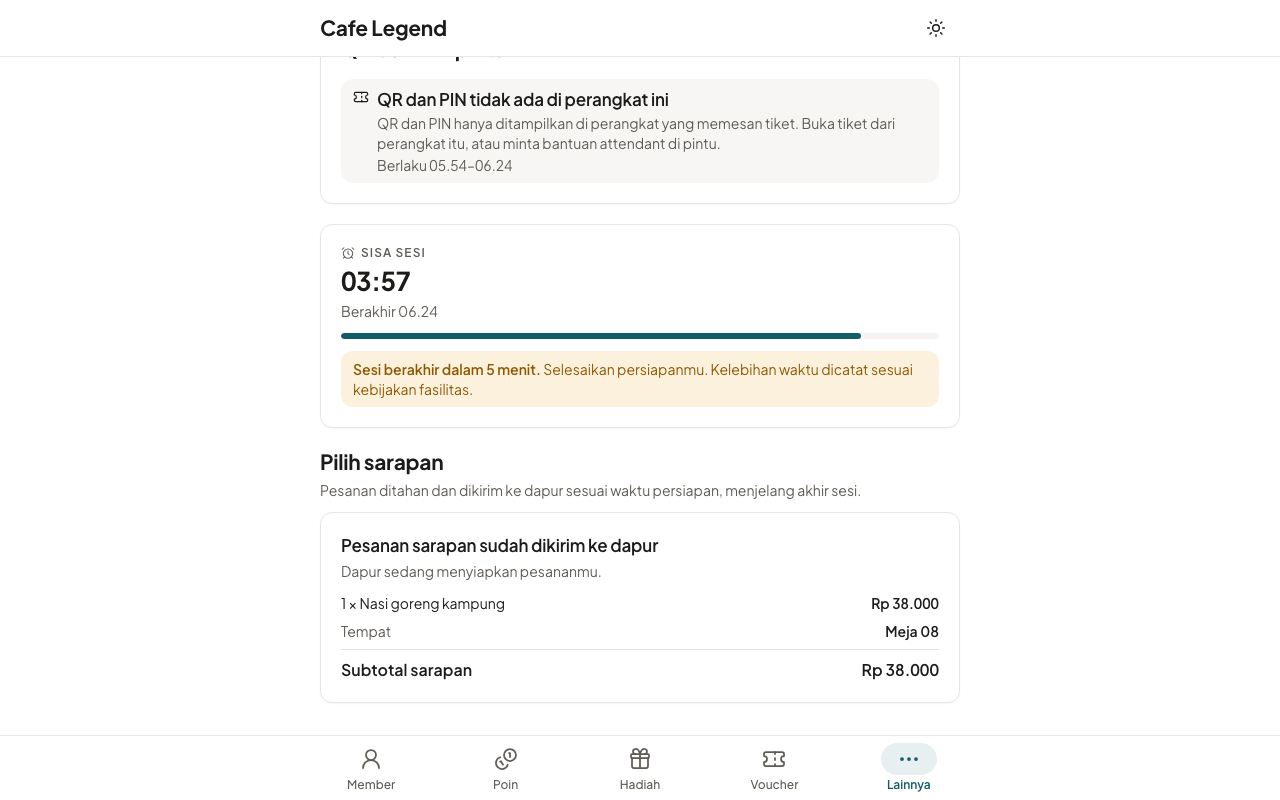 Cafe Legend
QR dan PIN tidak ada di perangkat ini
QR dan PIN hanya ditampilkan di perangkat yang memesan tiket. Buka tiket dari
perangkat itu, atau minta bantuan attendant di pintu.
Berlaku 05.54–06.24
SISA SESI
03:57
Berakhir 06.24
Sesi berakhir dalam 5 menit. Selesaikan persiapanmu. Kelebihan waktu dicatat sesuai
kebijakan fasilitas.
Pilih sarapan
Pesanan ditahan dan dikirim ke dapur sesuai waktu persiapan, menjelang akhir sesi.
Pesanan sarapan sudah dikirim ke dapur
Dapur sedang menyiapkan pesananmu.
1 × Nasi goreng kampung Rp 38.000
Tempat Meja 08
Subtotal sarapan Rp 38.000
Member Poin Hadiah Voucher Lainnya